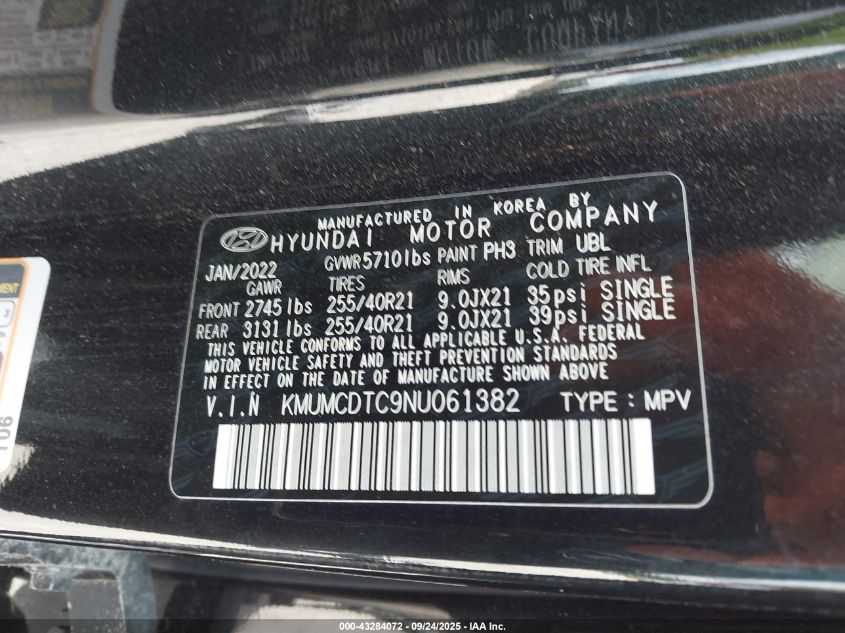 MANUFACTURED IN KOREA BY
HYUNDAI MOTOR COMPANY
JAN/2022 GVWR5710lbs PAINT PH3 TRIM UBL
GAWR TIRES RIMS COLD TIRE INFL
FRONT 2745lbs 255/40R21 9.0JX21 35psi SINGLE
REAR 3131lbs 255/40R21 9.0JX21 39psi SINGLE
THIS VEHICLE CONFORMS TO ALL APPLICABLE U.S.A. FEDERAL
MOTOR VEHICLE SAFETY AND THEFT PREVENTION STANDARDS
IN EFFECT ON THE DATE OF MANUFACTURE SHOWN ABOVE
V.I.N KMUMCDTC9NU061382 TYPE : MPV
106
000-43284072 - 09/24/2025 - IAA Inc.